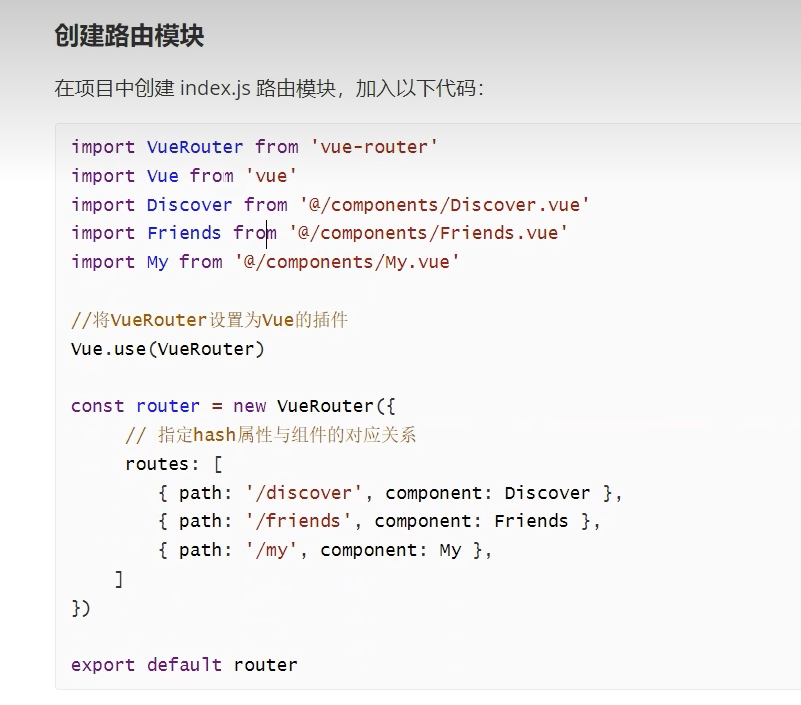 创建路由模块
在项目中创建 index.js 路由模块，加入以下代码：
import VueRouter from 'vue-router'
import Vue from 'vue'
import Discover from '@/components/Discover.vue'
import Friends from '@/components/Friends.vue'
import My from '@/components/My.vue'
//将VueRouter设置为Vue的插件
Vue.use(VueRouter)
const router = new VueRouter({
// 指定hash属性与组件的对应关系
routes: [
{ path: '/discover', component: Discover },
{ path: '/friends', component: Friends },
{ path: '/my', component: My },
]
})
export default router